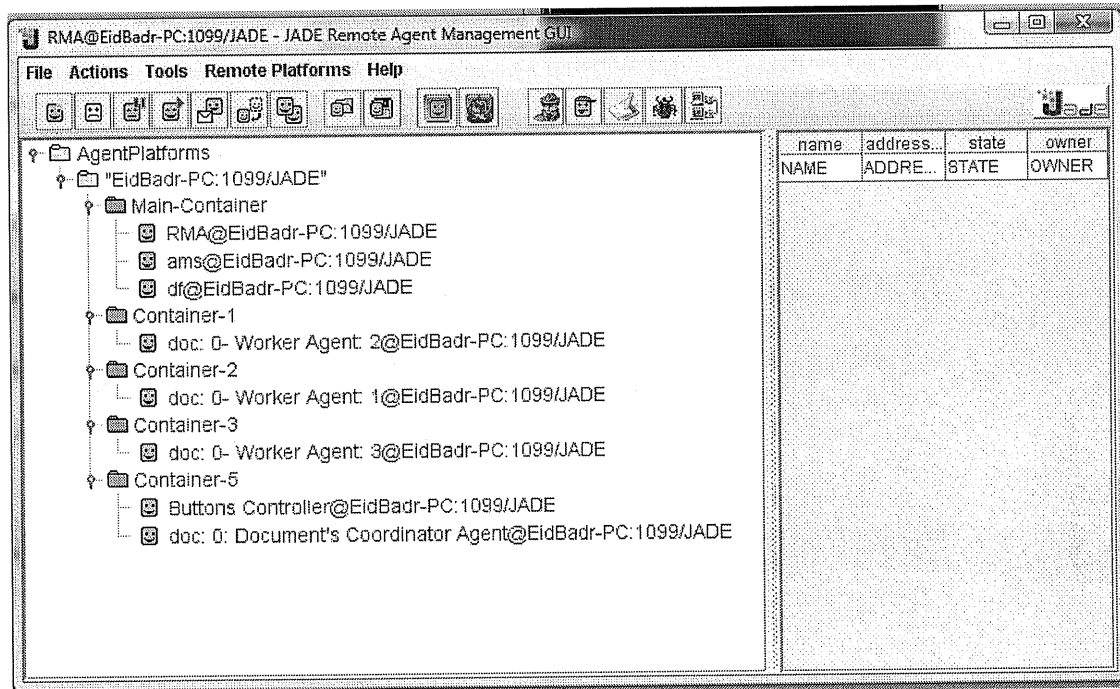 RMA@EidBadr-PC:1099/JADE - JADE Remote Agent Management GUI
File Actions Tools Remote Platforms Help
Jade
AgentPlatforms
"EidBadr-PC:1099/JADE"
Main-Container
RMA@EidBadr-PC:1099/JADE
ams@EidBadr-PC:1099/JADE
df@EidBadr-PC:1099/JADE
Container-1
doc: 0- Worker Agent: 2@EidBadr-PC:1099/JADE
Container-2
doc: 0- Worker Agent: 1@EidBadr-PC:1099/JADE
Container-3
doc: 0- Worker Agent: 3@EidBadr-PC:1099/JADE
Container-5
Buttons Controller@EidBadr-PC:1099/JADE
doc: 0: Document's Coordinator Agent@EidBadr-PC:1099/JADE
name address... state owner
NAME ADDRE... STATE OWNER